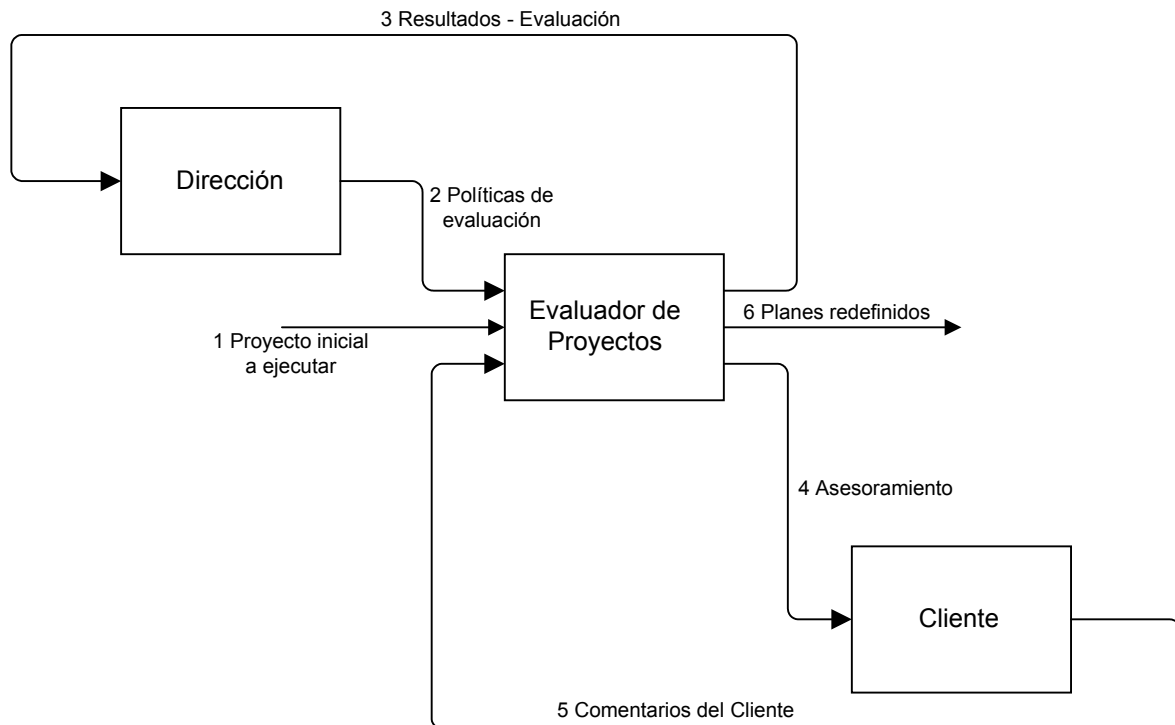 3 Resultados - Evaluación
Dirección
2 Políticas de
evaluación
Evaluador de
Proyectos
6 Planes redefinidos
1 Proyecto inicial
a ejecutar
4 Asesoramiento
Cliente
5 Comentarios del Cliente